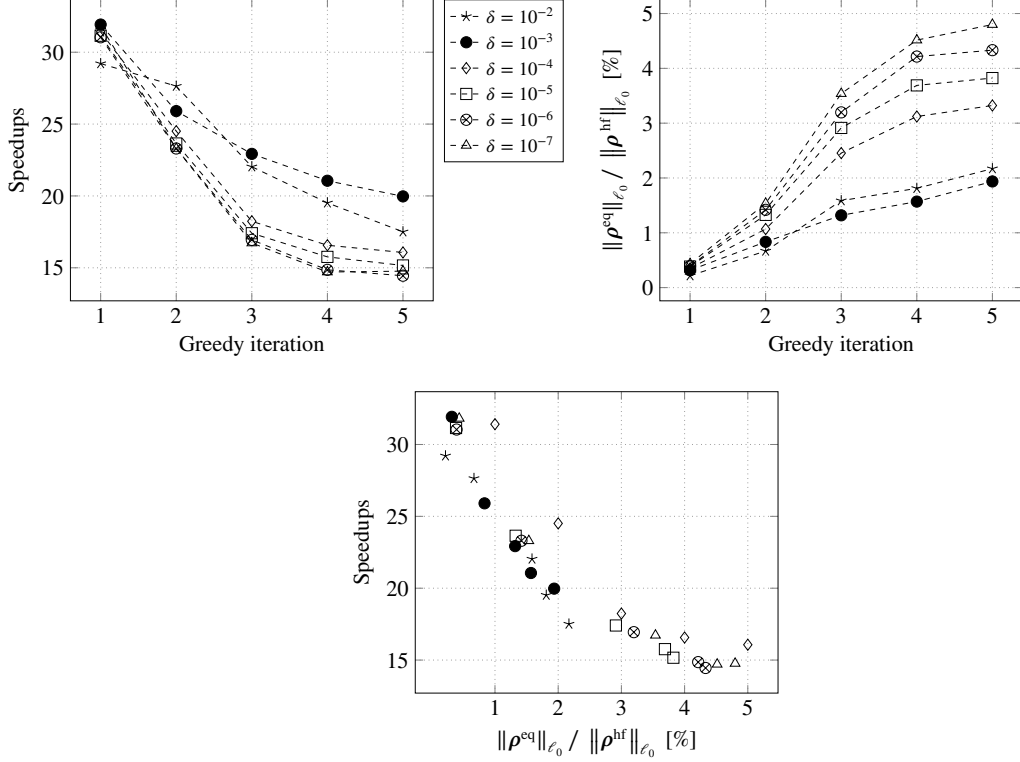 30
25
20
15
Speedups
1 2 3 4 5
Greedy iteration
δ = 10⁻²
δ = 10⁻³
δ = 10⁻⁴
δ = 10⁻⁵
δ = 10⁻⁶
δ = 10⁻⁷
5
4
3
2
1
0
‖ρ^eq‖_ℓ₀ / ‖ρ^hf‖_ℓ₀ [%]
1 2 3 4 5
Greedy iteration
30
25
20
15
Speedups
1 2 3 4 5
‖ρ^eq‖_ℓ₀ / ‖ρ^hf‖_ℓ₀ [%]